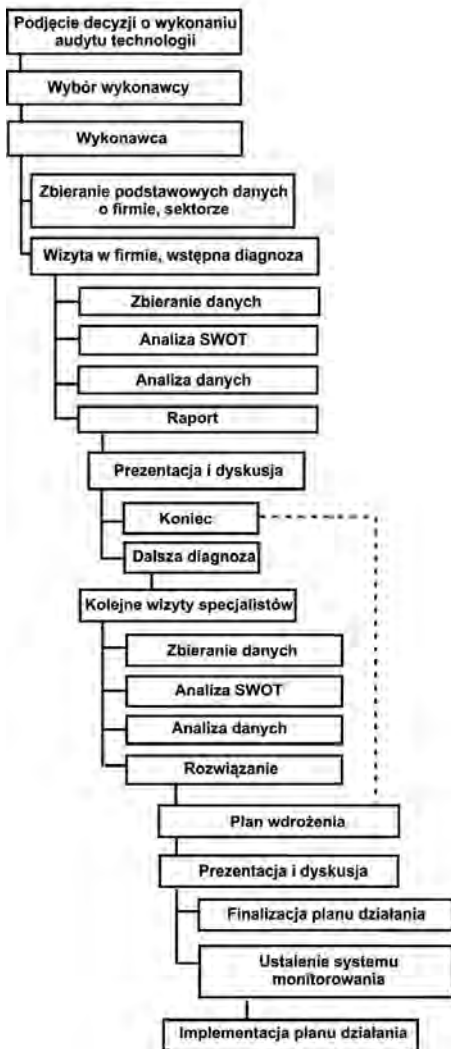 Podjęcie decyzji o wykonaniu
audytu technologii
Wybór wykonawcy
Wykonawca
Zbieranie podstawowych danych
o firmie, sektorze
Wizyta w firmie, wstępna diagnoza
Zbieranie danych
Analiza SWOT
Analiza danych
Raport
Prezentacja i dyskusja
Koniec
Dalsza diagnoza
Kolejne wizyty specjalistów
Zbieranie danych
Analiza SWOT
Analiza danych
Rozwiązanie
Plan wdrożenia
Prezentacja i dyskusja
Finalizacja planu działania
Ustalenie systemu
monitorowania
Implementacja planu działania